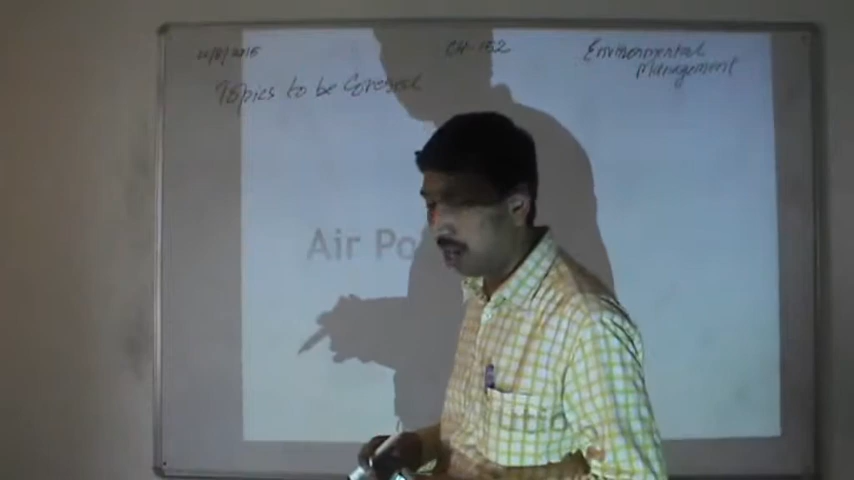 CH-152
Environmental
Management
Topics to be Covered
Air Po